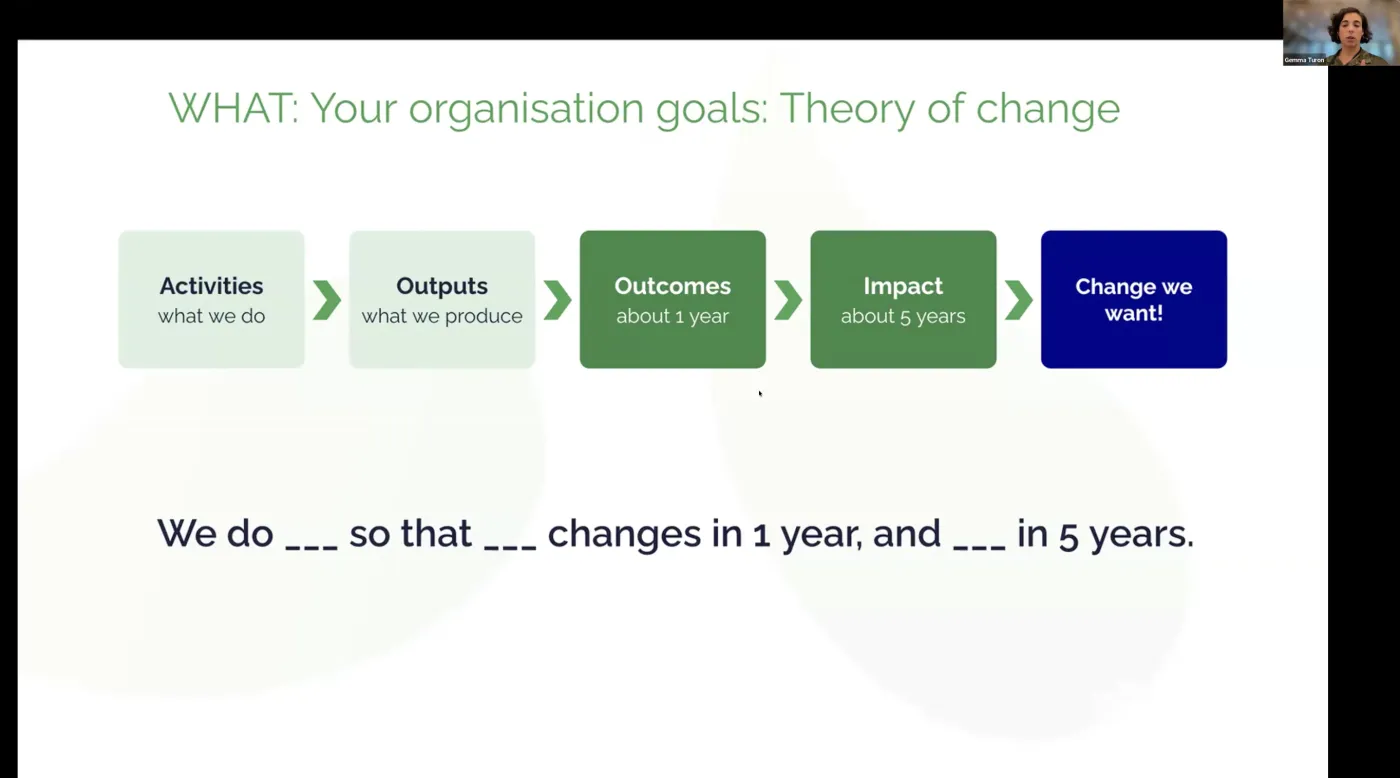 Gemma Turon
WHAT: Your organisation goals: Theory of change
Activities
what we do
Outputs
what we produce
Outcomes
about 1 year
Impact
about 5 years
Change we
want!
We do ___ so that ___ changes in 1 year, and ___ in 5 years.